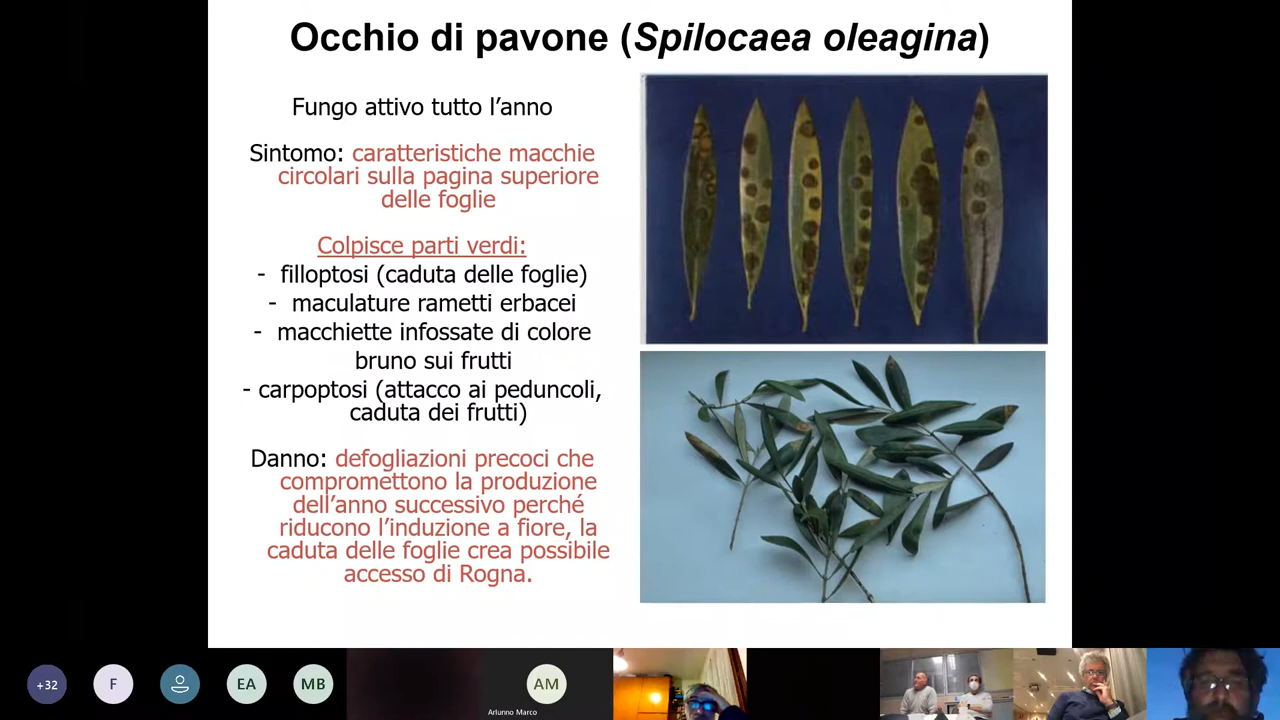 Occhio di pavone (Spilocaea oleagina)
Fungo attivo tutto l'anno
Sintomo: caratteristiche macchie
circolari sulla pagina superiore
delle foglie
Colpisce parti verdi:
- filloptosi (caduta delle foglie)
- maculature rametti erbacei
- macchiette infossate di colore
bruno sui frutti
- carpoptosi (attacco ai peduncoli,
caduta dei frutti)
Danno: defogliazioni precoci che
compromettono la produzione
dell'anno successivo perché
riducono l'induzione a fiore, la
caduta delle foglie crea possibile
accesso di Rogna.
+32
F
EA
MB
AM
Arlunno Marco